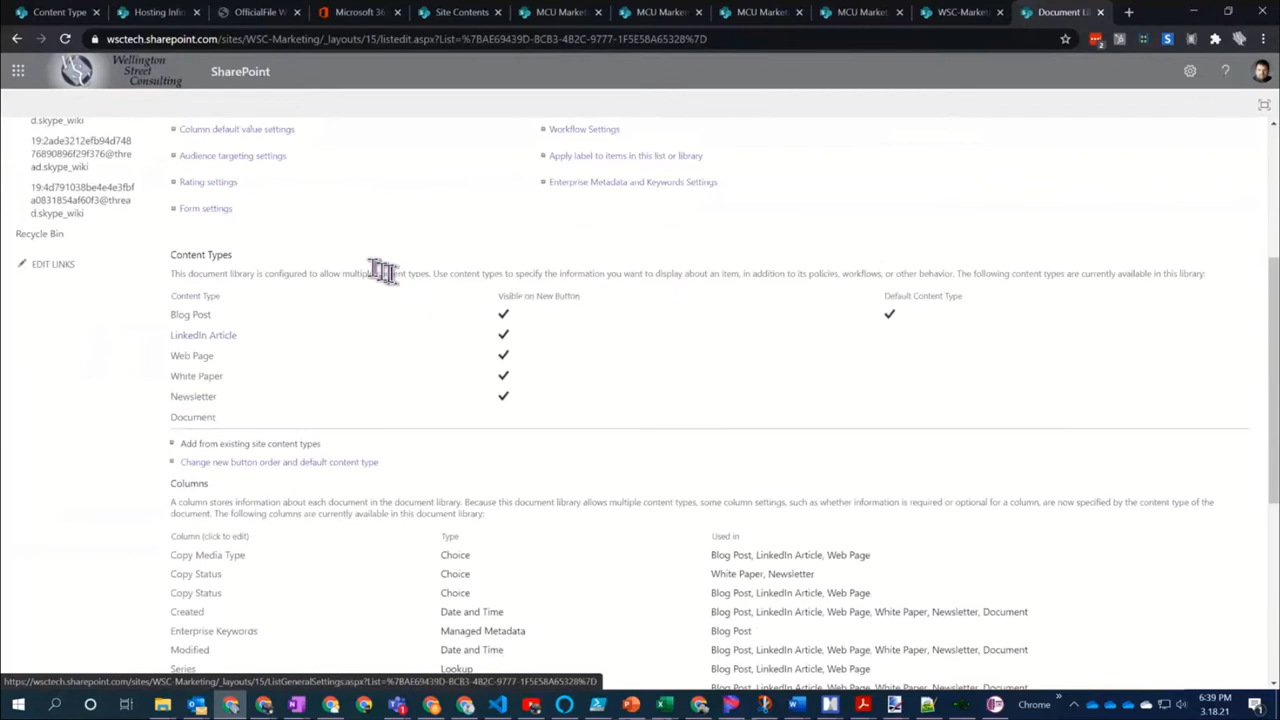 Content Type
Hosting Info
OfficialFile W
Microsoft 36
Site Contents
MCU Market
MCU Market
MCU Market
MCU Market
WSC-Market
Document Li
wsctech.sharepoint.com/sites/WSC-Marketing/_layouts/15/listedit.aspx?List=%7BAE69439D-BCB3-4B2C-9777-1F5E58A65328%7D
Wellington
Street
Consulting
SharePoint
d.skype_wiki
19:2ade3212efb94d748
76890896f29f376@thre
ad.skype_wiki
19:4d791038be4e4e3fbf
a0831854af60f3@threa
d.skype_wiki
Recycle Bin
EDIT LINKS
Column default value settings
Workflow Settings
Audience targeting settings
Apply label to items in this list or library
Rating settings
Enterprise Metadata and Keywords Settings
Form settings
Content Types
This document library is configured to allow multiple content types. Use content types to specify the information you want to display about an item, in addition to its policies, workflows, or other behavior. The following content types are currently available in this library:
Content Type Visible on New Button Default Content Type
Blog Post
LinkedIn Article
Web Page
White Paper
Newsletter
Document
Add from existing site content types
Change new button order and default content type
Columns
A column stores information about each document in the document library. Because this document library allows multiple content types, some column settings, such as whether information is required or optional for a column, are now specified by the content type of the
document. The following columns are currently available in this document library:
Column (click to edit) Type Used in
Copy Media Type Choice Blog Post, LinkedIn Article, Web Page
Copy Status Choice White Paper, Newsletter
Copy Status Choice Blog Post, LinkedIn Article, Web Page
Created Date and Time Blog Post, LinkedIn Article, Web Page, White Paper, Newsletter, Document
Enterprise Keywords Managed Metadata Blog Post
Modified Date and Time Blog Post, LinkedIn Article, Web Page, White Paper, Newsletter, Document
Series Lookup Blog Post, LinkedIn Article, Web Page
Blog Post, LinkedIn Article, Web Page, White Paper, Newsletter, Document
https://wsctech.sharepoint.com/sites/WSC-Marketing/_layouts/15/ListGeneralSettings.aspx?List=%7BAE69439D-BCB3-4B2C-9777-1F5E58A65328%7D
Chrome
6:39 PM
3.18.21